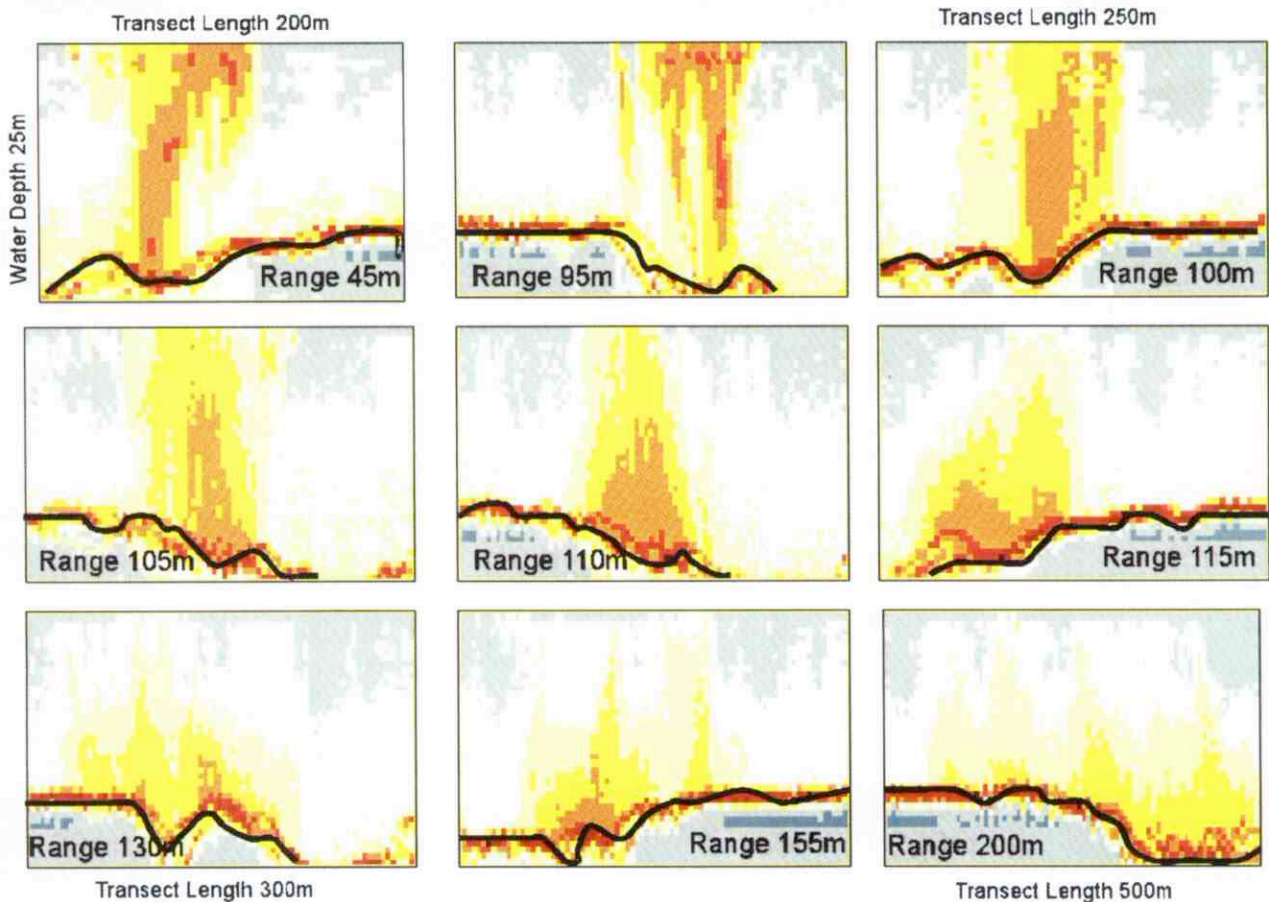 Transect Length 200m
Transect Length 250m
Water Depth 25m
Range 45m
Range 95m
Range 100m
Range 105m
Range 110m
Range 115m
Range 130m
Range 155m
Range 200m
Transect Length 300m
Transect Length 500m